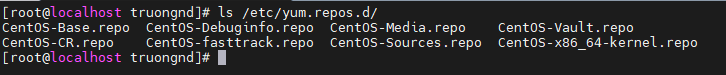 [root@localhost truongnd]# ls /etc/yum.repos.d/
CentOS-Base.repo CentOS-Debuginfo.repo CentOS-Media.repo CentOS-Vault.repo
CentOS-CR.repo CentOS-fasttrack.repo CentOS-Sources.repo CentOS-x86_64-kernel.repo
[root@localhost truongnd]#